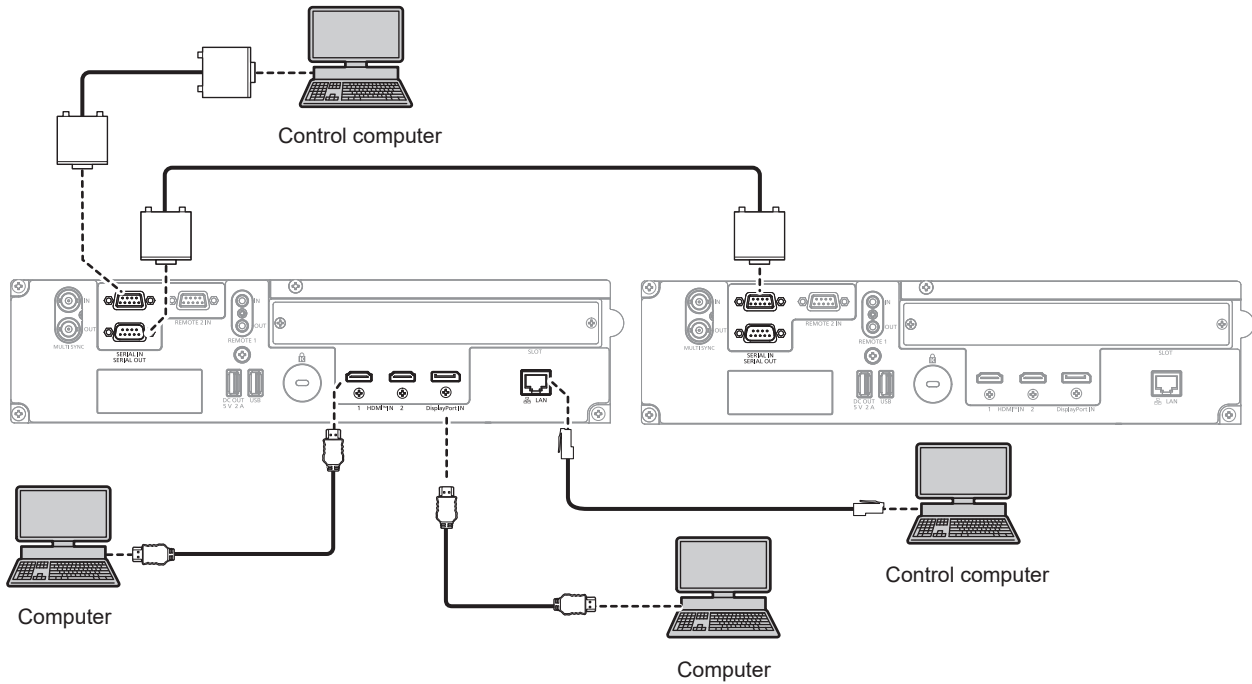 Control computer
IN
OUT
MULTI SYNC
SERIAL IN
SERIAL OUT
REMOTE 2 IN
IN
OUT
REMOTE 1
DC OUT
5 V 2 A
USB
1 HDMI™ IN 2
DisplayPort IN
SLOT
LAN
IN
OUT
MULTI SYNC
SERIAL IN
SERIAL OUT
REMOTE 2 IN
IN
OUT
REMOTE 1
DC OUT
5 V 2 A
USB
1 HDMI™ IN 2
DisplayPort IN
SLOT
LAN
Computer
Computer
Control computer